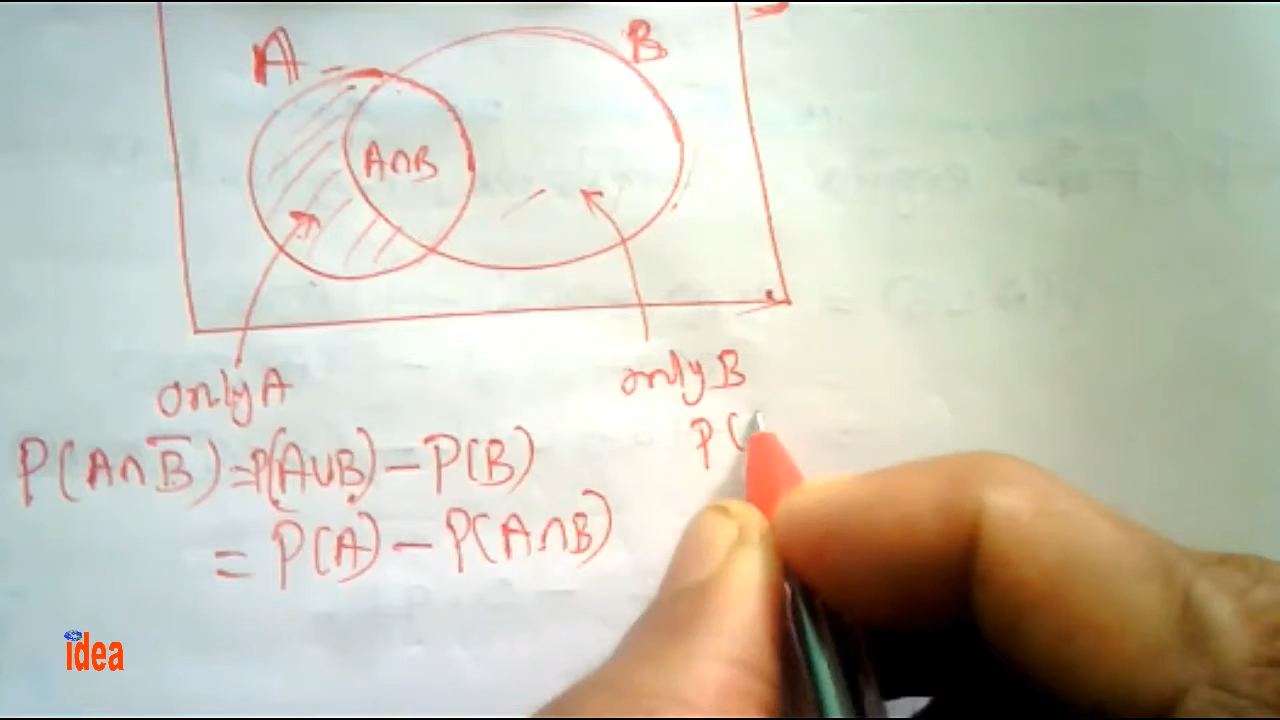 A
B
A∩B
only A
only B
P(A∩B̅) = P(A∪B) − P(B)
= P(A) − P(A∩B)
P(
idea